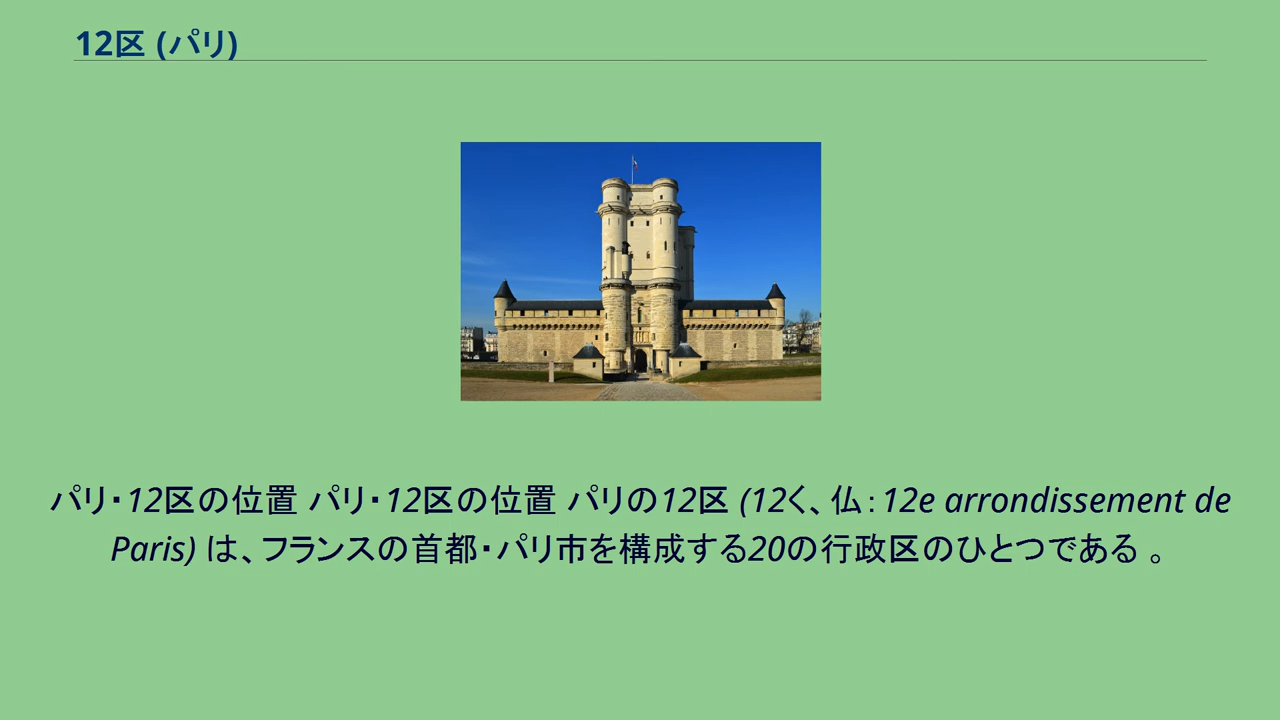 12区 (パリ)
パリ・12区の位置 パリ・12区の位置 パリの12区 (12く、仏 : 12e arrondissement de
Paris) は、フランスの首都・パリ市を構成する20の行政区のひとつである 。